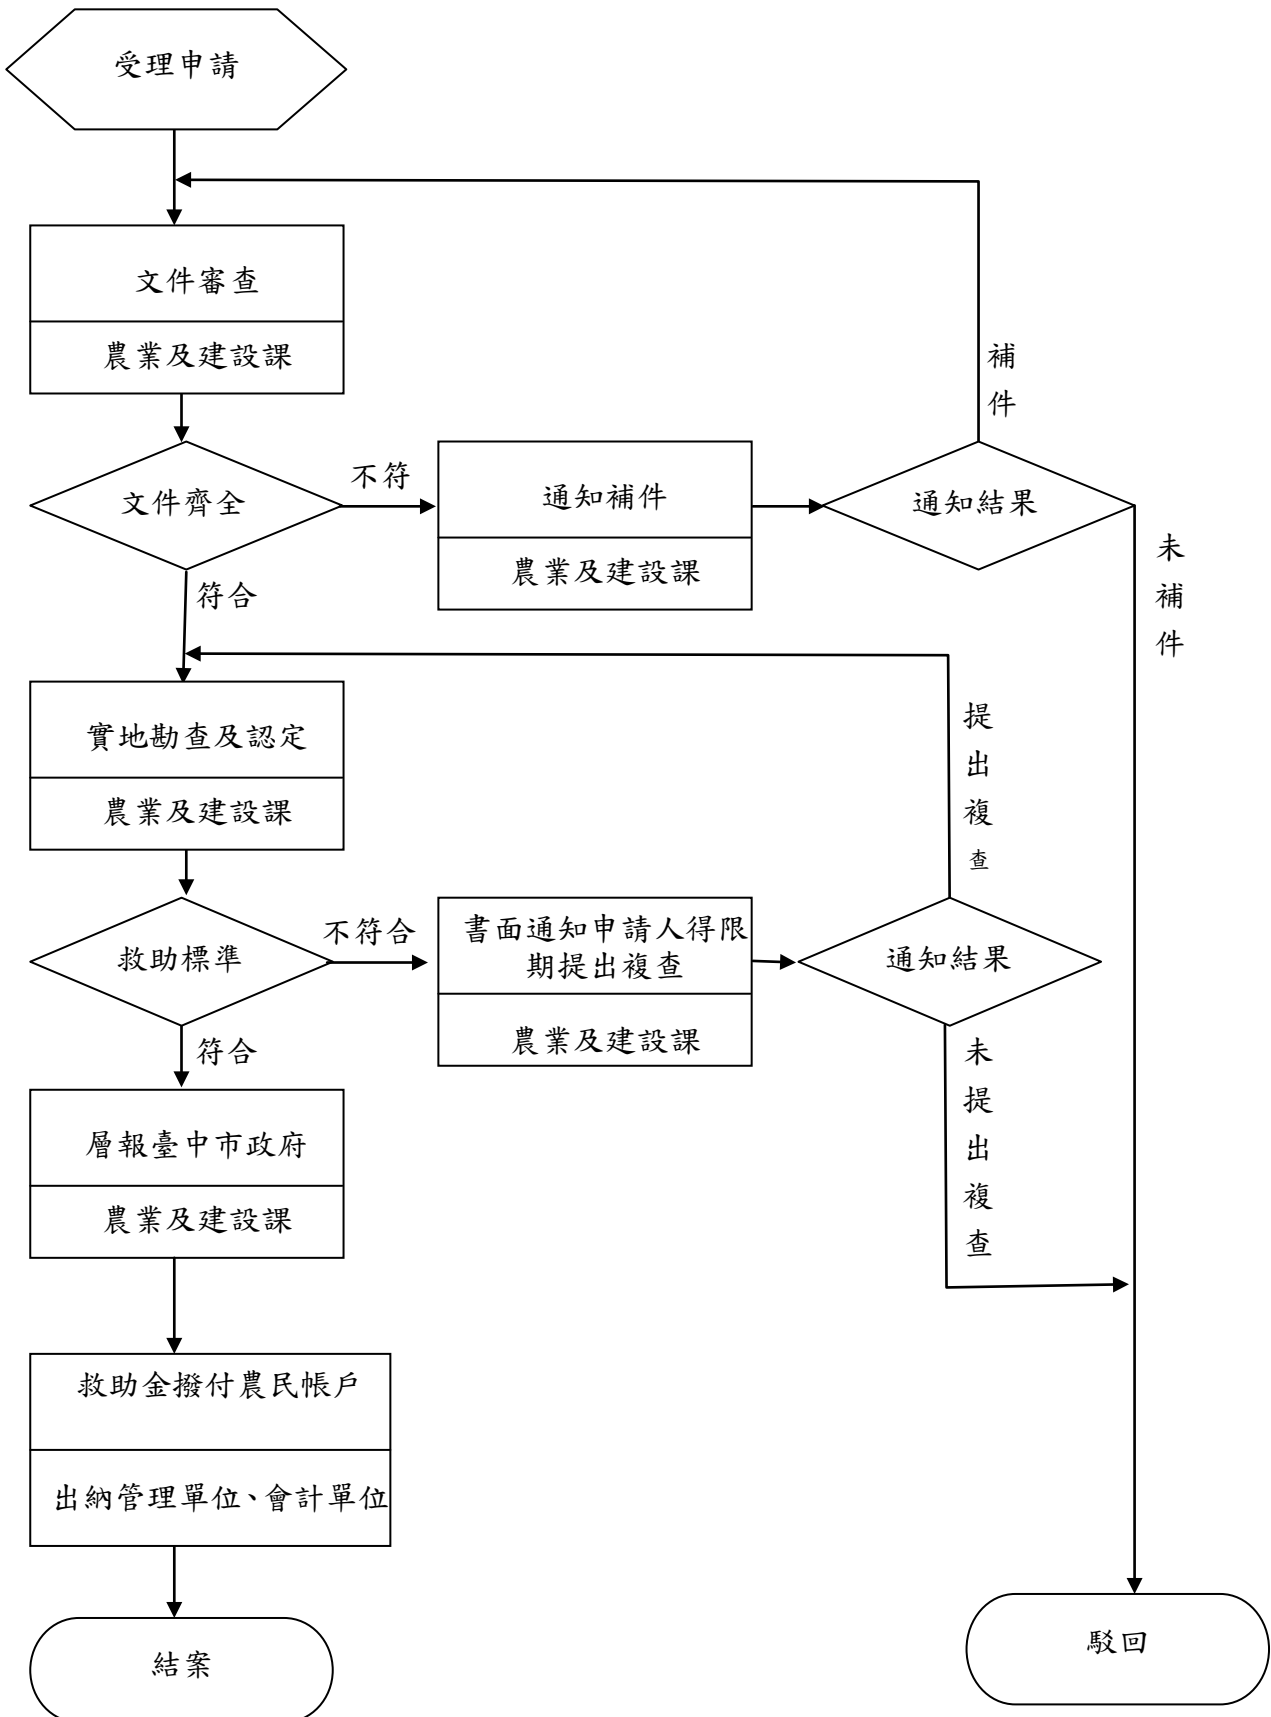 受理申請
文件審查
農業及建設課
補件
文件齊全
不符
通知補件
農業及建設課
通知結果
未補件
符合
實地勘查及認定
農業及建設課
提出複查
救助標準
不符合
書面通知申請人得限
期提出複查
農業及建設課
通知結果
符合
未提出複查
層報臺中市政府
農業及建設課
救助金撥付農民帳戶
出納管理單位、會計單位
結案
駁回